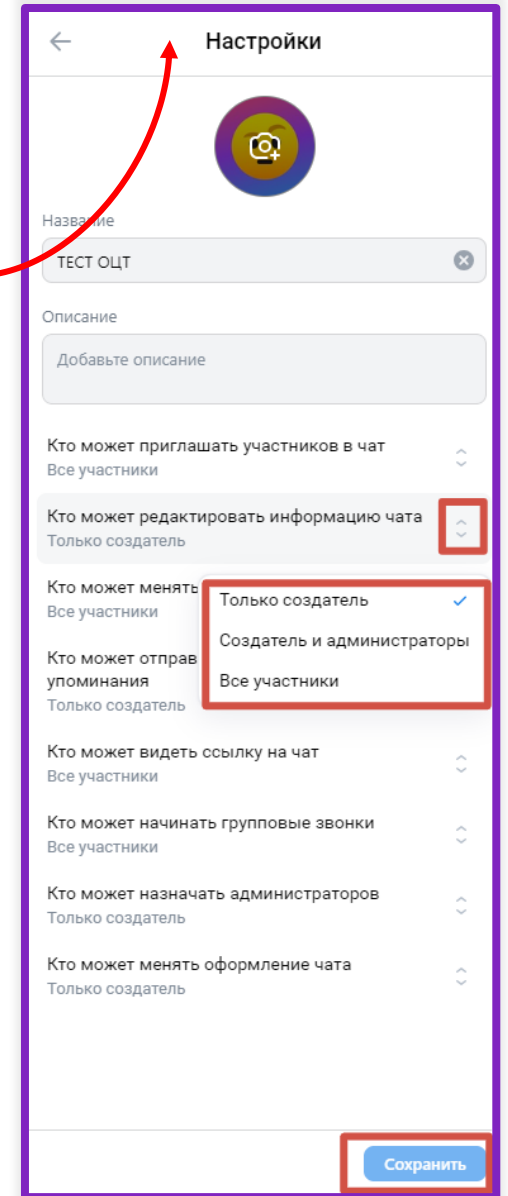 Настройки
Название
ТЕСТ ОЦТ
Описание
Добавьте описание
Кто может приглашать участников в чат
Все участники
Кто может редактировать информацию чата
Только создатель
Кто может менять
Все участники
Только создатель
Создатель и администраторы
Все участники
Кто может отправ
упоминания
Только создатель
Кто может видеть ссылку на чат
Все участники
Кто может начинать групповые звонки
Все участники
Кто может назначать администраторов
Только создатель
Кто может менять оформление чата
Только создатель
Сохранить